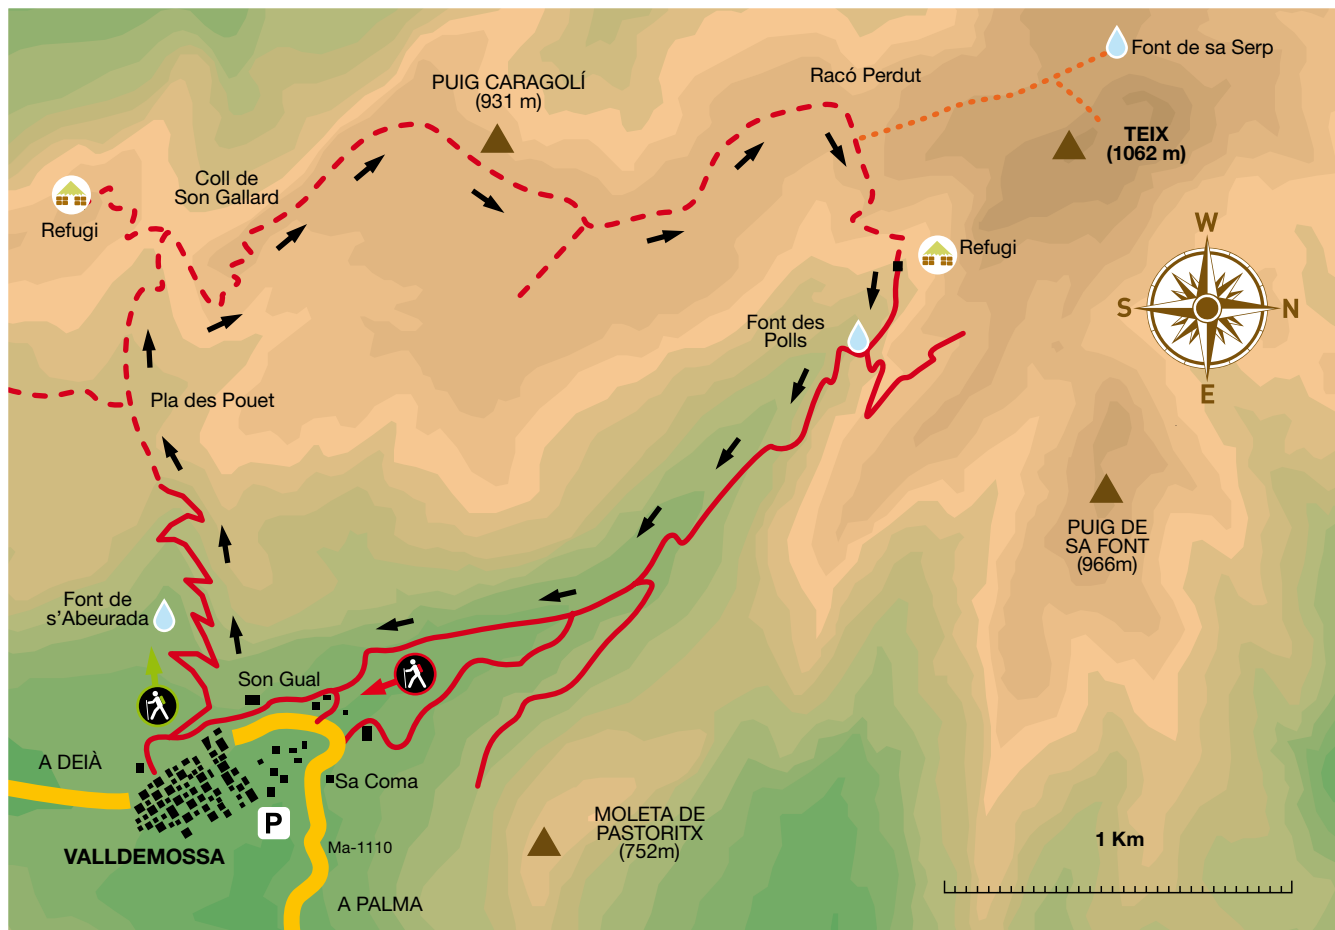 Font de sa Serp
PUIG CARAGOLÍ
(931 m)
Racó Perdut
TEIX
(1062 m)
Coll de
Son Gallard
Refugi
Refugi
W
S
N
E
Font des
Polls
Pla des Pouet
PUIG DE
SA FONT
(966m)
Font de
s'Abeurada
Son Gual
A DEIÀ
Sa Coma
P
MOLETA DE
PASTORITX
(752m)
Ma-1110
VALLDEMOSSA
A PALMA
1 Km